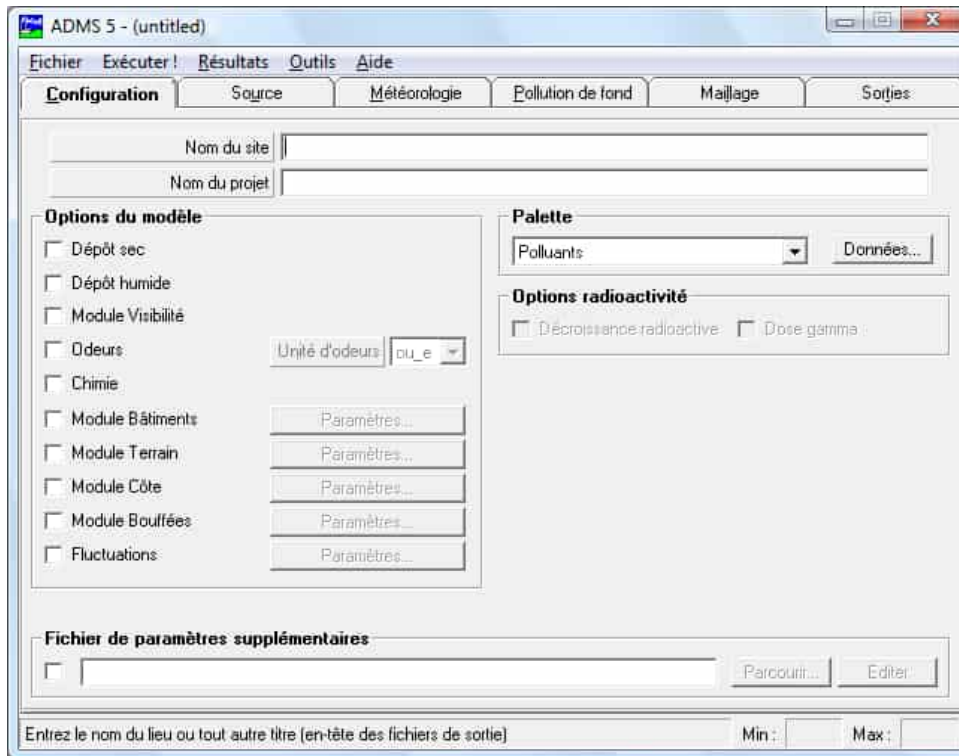 ADMS 5 - (untitled)
Fichier Exécuter ! Résultats Outils Aide
Configuration Source Météorologie Pollution de fond Maillage Sorties
Nom du site
Nom du projet
Options du modèle
Dépôt sec
Dépôt humide
Module Visibilité
Odeurs Unité d'odeurs ou_e
Chimie
Module Bâtiments Paramètres...
Module Terrain Paramètres...
Module Côte Paramètres...
Module Bouffées Paramètres...
Fluctuations Paramètres...
Palette
Polluants Données...
Options radioactivité
Décroissance radioactive Dose gamma
Fichier de paramètres supplémentaires
Parcourir... Editer
Entrez le nom du lieu ou tout autre titre (en-tête des fichiers de sortie) Min : Max :